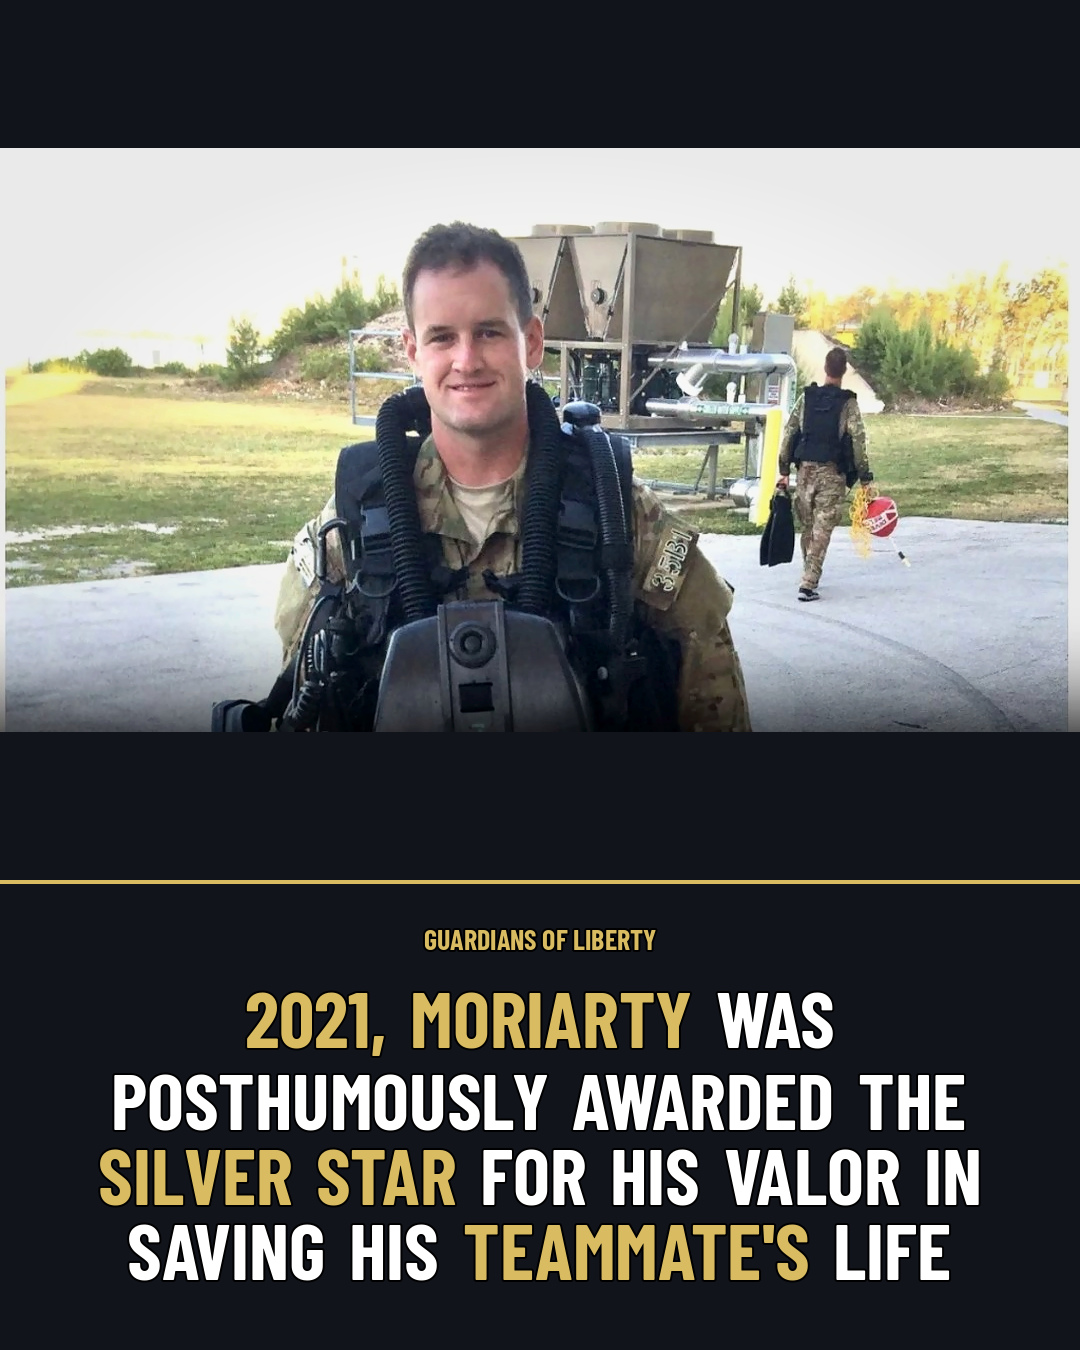 GUARDIANS OF LIBERTY
2021, MORIARTY WAS
POSTHUMOUSLY AWARDED THE
SILVER STAR FOR HIS VALOR IN
SAVING HIS TEAMMATE'S LIFE